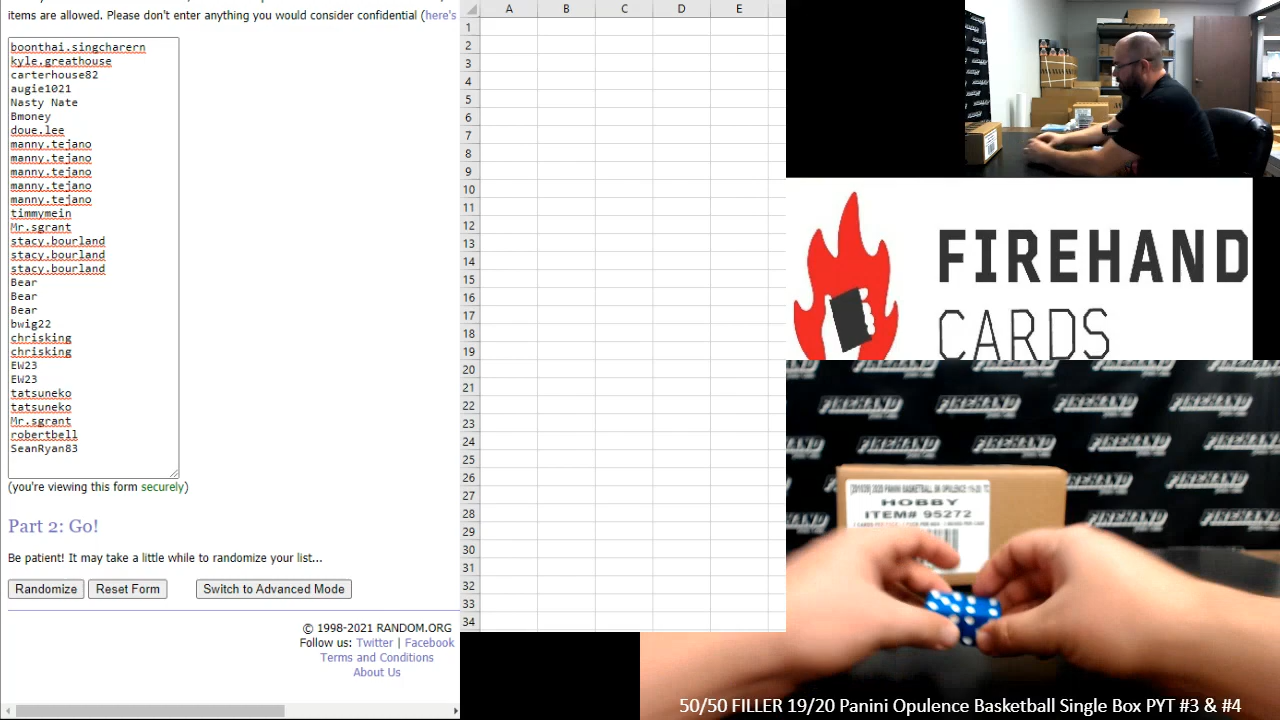 items are allowed. Please don't enter anything you would consider confidential (here's
boonthai.singcharern
kyle.greathouse
carterhouse82
augie1021
Nasty Nate
Bmoney
doue.lee
manny.tejano
manny.tejano
manny.tejano
manny.tejano
manny.tejano
timmymein
Mr.sgrant
stacy.bourland
stacy.bourland
stacy.bourland
Bear
Bear
Bear
bwig22
chrisking
chrisking
EW23
EW23
tatsuneko
tatsuneko
Mr.sgrant
robertbell
SeanRyan83
(you're viewing this form securely)
Part 2: Go!
Be patient! It may take a little while to randomize your list...
Randomize Reset Form Switch to Advanced Mode
© 1998-2021 RANDOM.ORG
Follow us: Twitter | Facebook
Terms and Conditions
About Us
A B C D E
1
2
3
4
5
6
7
8
9
10
11
12
13
14
15
16
17
18
19
20
21
22
23
24
25
26
27
28
29
30
31
32
33
34
FIREHAND
CARDS
FIREHAND FIREHAND FIREHAND FIREHAND
FIREHAND FIREHAND FIREHAND
HOBBY
ITEM# 95272
50/50 FILLER 19/20 Panini Opulence Basketball Single Box PYT #3 & #4